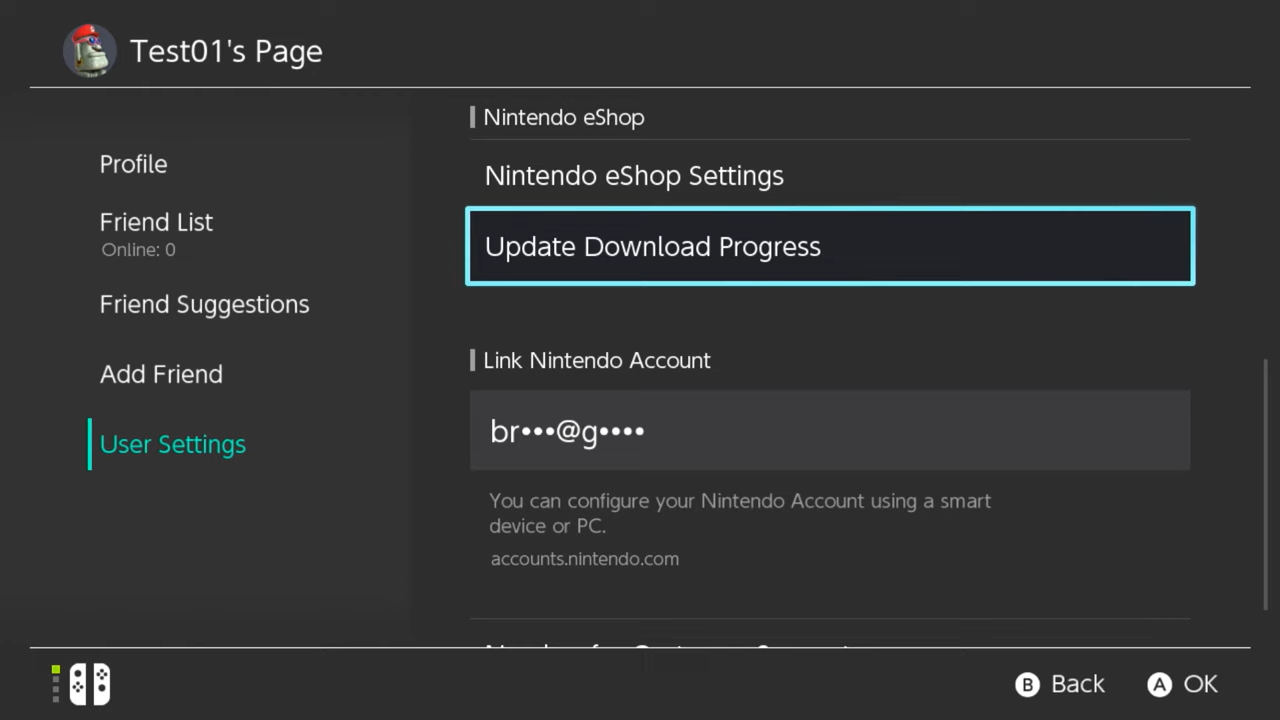 Test01's Page
Profile
Friend List
Online: 0
Friend Suggestions
Add Friend
User Settings
Nintendo eShop
Nintendo eShop Settings
Update Download Progress
Link Nintendo Account
br•••@g••••
You can configure your Nintendo Account using a smart
device or PC.
accounts.nintendo.com
B Back
A OK